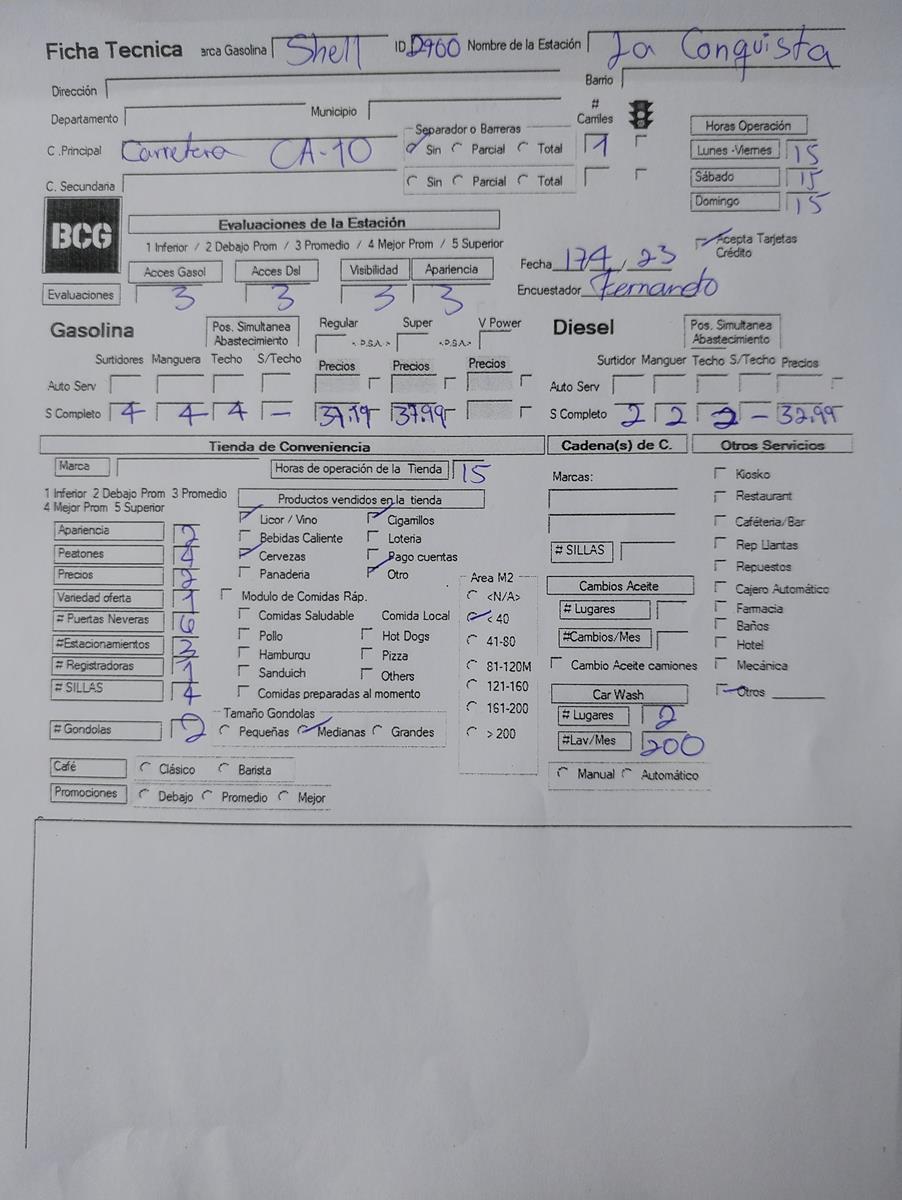 Ficha Tecnica arca Gasolina Shell ID D900 Nombre de la Estación La Conquista
Dirección Barrio
Departamento Municipio # Carriles
Separador o Barreras Horas Operación
C .Principal Carretera CA-10 Sin Parcial Total 1 Lunes -Viernes 15
C. Secundaria Sin Parcial Total Sábado 15
Domingo 15
BCG
Evaluaciones de la Estación
1 Inferior / 2 Debajo Prom / 3 Promedio / 4 Mejor Prom / 5 Superior
Acepta Tarjetas Crédito
Acces Gasol Acces Dsl Visibilidad Apariencia Fecha 174 / 23
Evaluaciones 3 3 3 3 Encuestador Fernando
Gasolina Pos. Simultanea Abastecimiento Regular Super V Power Diesel Pos. Simultanea Abastecimiento
< P.S.A. > < P.S.A. >
Surtidores Manguera Techo S/Techo Precios Precios Precios Surtidor Manguer Techo S/Techo Precios
Auto Serv Auto Serv
S Completo 4 4 4 - 37.19 37.99 S Completo 2 2 2 - 32.99
Tienda de Conveniencia Cadena(s) de C. Otros Servicios
Marca Horas de operación de la Tienda 15 Marcas: Kiosko
1 Inferior 2 Debajo Prom 3 Promedio Productos vendidos en la tienda Restaurant
4 Mejor Prom 5 Superior Licor / Vino Cigarrillos Caféteria/Bar
Apariencia 2 Bebidas Caliente Loteria Rep Llantas
Peatones 4 Cervezas Pago cuentas # SILLAS Repuestos
Precios 2 Panaderia Otro Area M2 Cambios Aceite Cajero Automático
Variedad oferta 1 Modulo de Comidas Ráp. <N/A> # Lugares Farmacia
# Puertas Neveras 6 Comidas Saludable Comida Local < 40 Baños
#Estacionamientos 3 Pollo Hot Dogs 41-80 #Cambios/Mes Hotel
# Registradoras 1 Hamburgu Pizza 81-120M Cambio Aceite camiones Mecánica
# SILLAS 4 Sanduich Others 121-160 Car Wash Otros
Comidas preparadas al momento 161-200 # Lugares 2
# Gondolas 2 Tamaño Gondolas
Pequeñas Medianas Grandes > 200 #Lav/Mes 200
Café Clásico Barista Manual Automático
Promociones Debajo Promedio Mejor